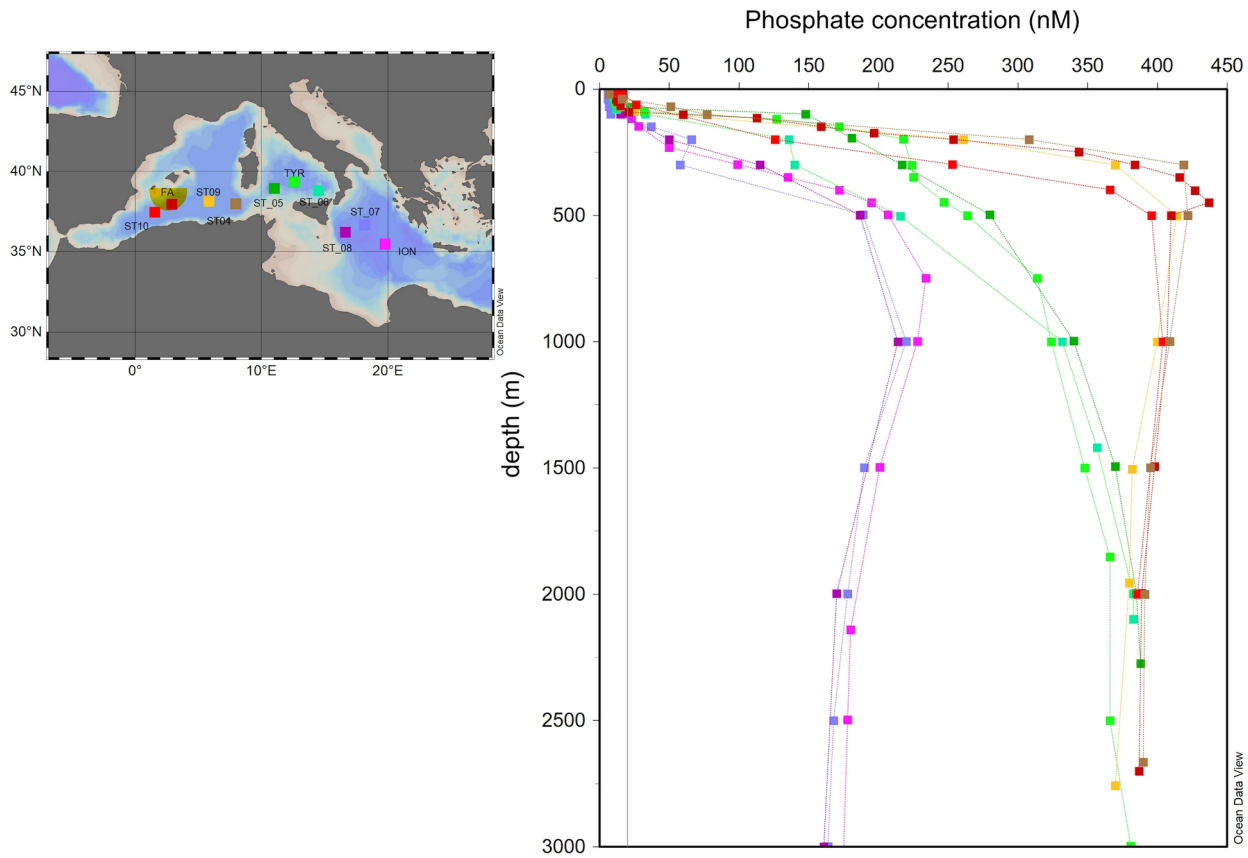 Phosphate concentration (nM)
0 50 100 150 200 250 300 350 400 450
0
500
1000
1500
2000
2500
3000
depth (m)
Ocean Data View
45°N
40°N
35°N
30°N
0°
10°E
20°E
FA
ST09
TYR
ST10
ST04
ST_05
ST_06
ST_07
ST_08
ION
Ocean Data View